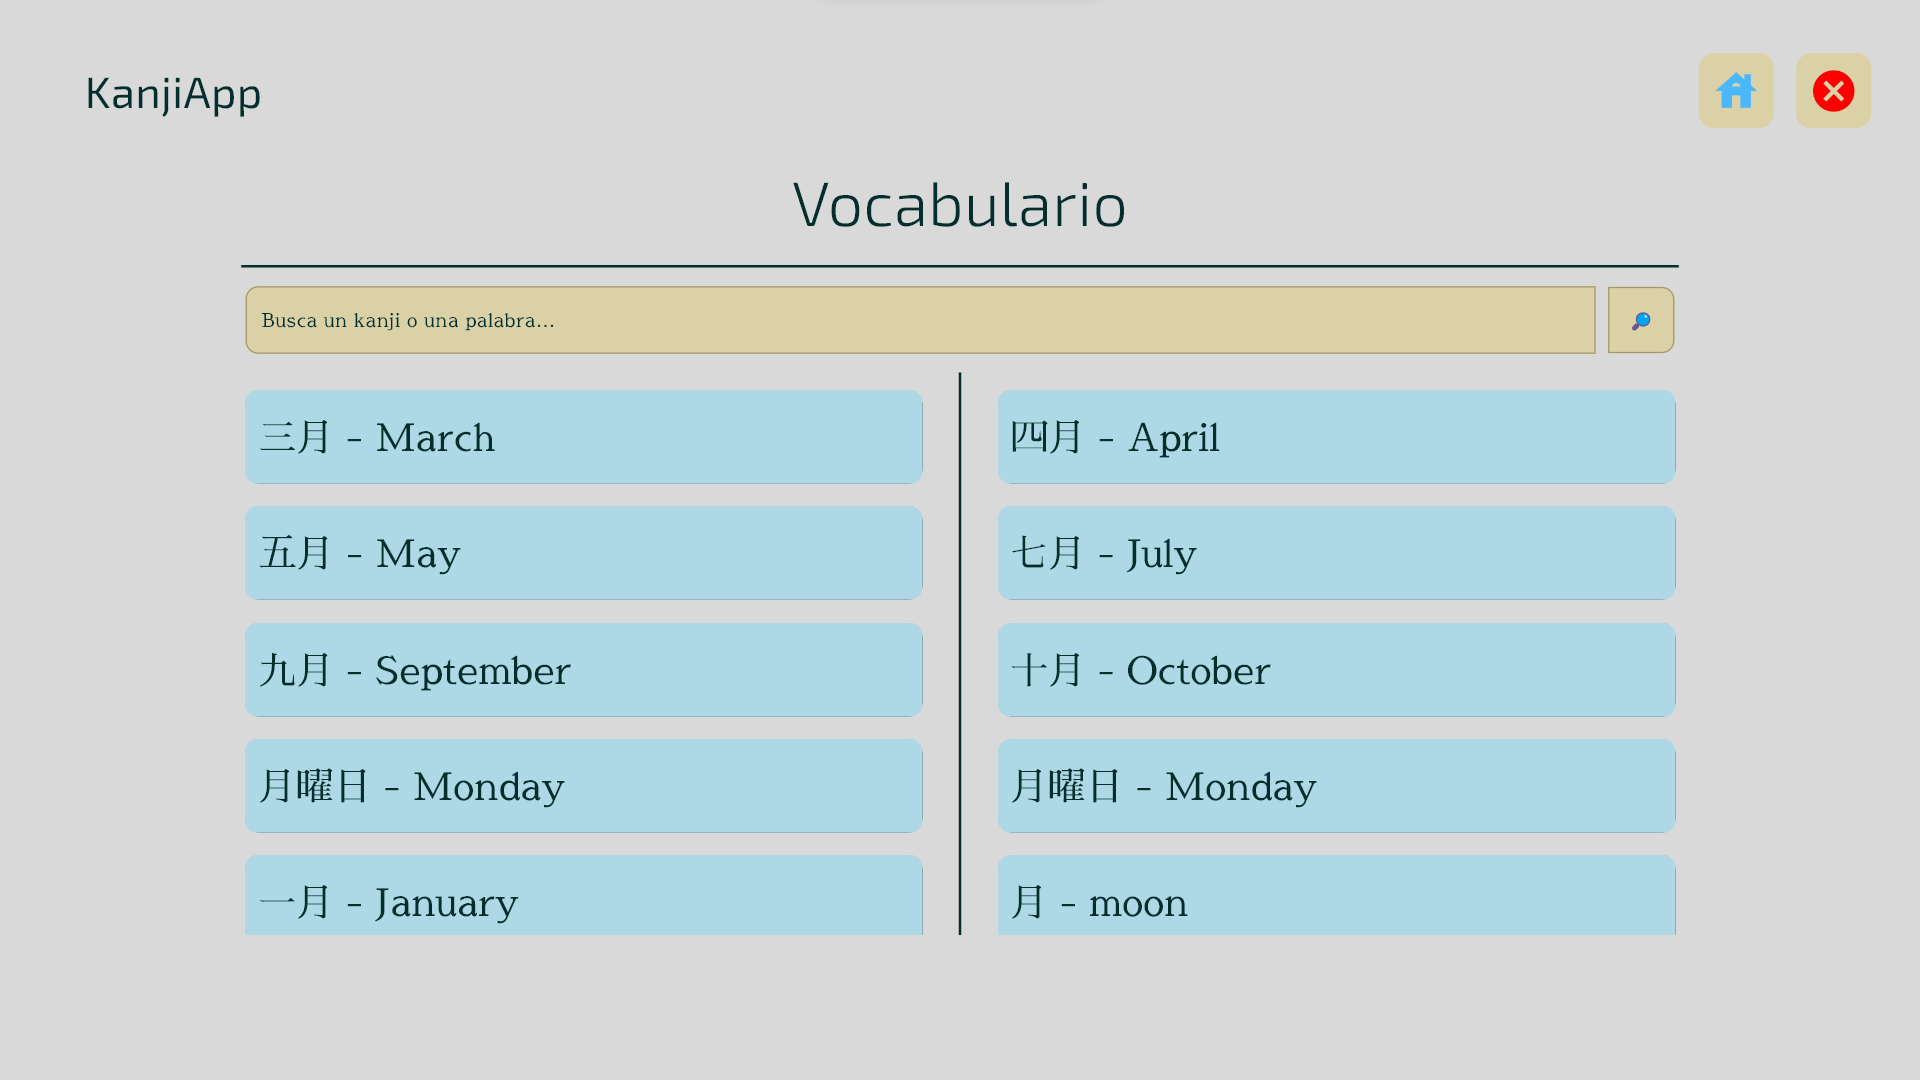 KanjiApp
Vocabulario
Busca un kanji o una palabra...
三月 - March
四月 - April
五月 - May
七月 - July
九月 - September
十月 - October
月曜日 - Monday
月曜日 - Monday
一月 - January
月 - moon